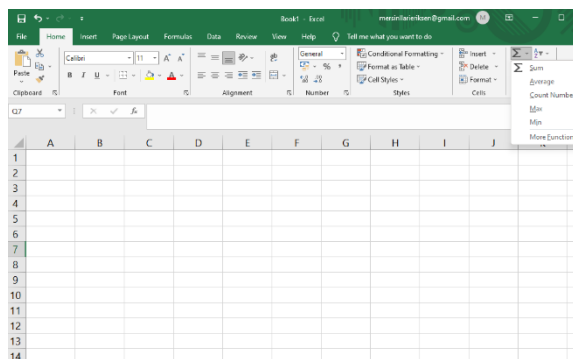 Book1 - Excel mersinllarieriksen@gmail.com M
File Home Insert Page Layout Formulas Data Review View Help Tell me what you want to do
Calibri 11 A A General Conditional Formatting Insert Σ
Paste B I U A % Format as Table Delete Σ Sum
Cell Styles Format Average
Clipboard Font Alignment Number Styles Cells Count Numbe
Max
Q7 fx Min
More Function
A B C D E F G H I J
1
2
3
4
5
6
7
8
9
10
11
12
13
14